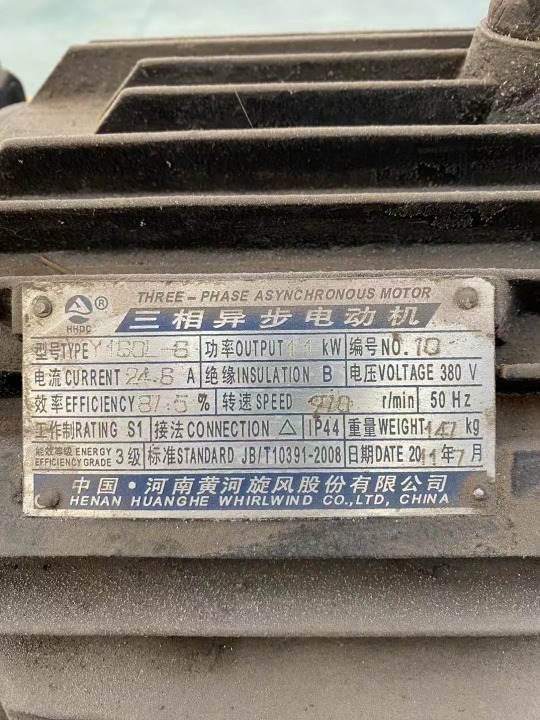 HHDC ® THREE-PHASE ASYNCHRONOUS MOTOR
三相异步电动机
型号TYPE Y160L-6 功率OUTPUT 11 kW 编号NO. 10
电流CURRENT 24.6 A 绝缘INSULATION B 电压VOLTAGE 380 V
效率EFFICIENCY 87.5 % 转速SPEED 970 r/min 50 Hz
工作制RATING S1 接法CONNECTION △ IP44 重量WEIGHT 147 kg
能效等级 ENERGY EFFICIENCY GRADE 3级 标准STANDARD JB/T10391-2008 日期DATE 2011年7月
中国·河南黄河旋风股份有限公司
HENAN HUANGHE WHIRLWIND CO.,LTD, CHINA